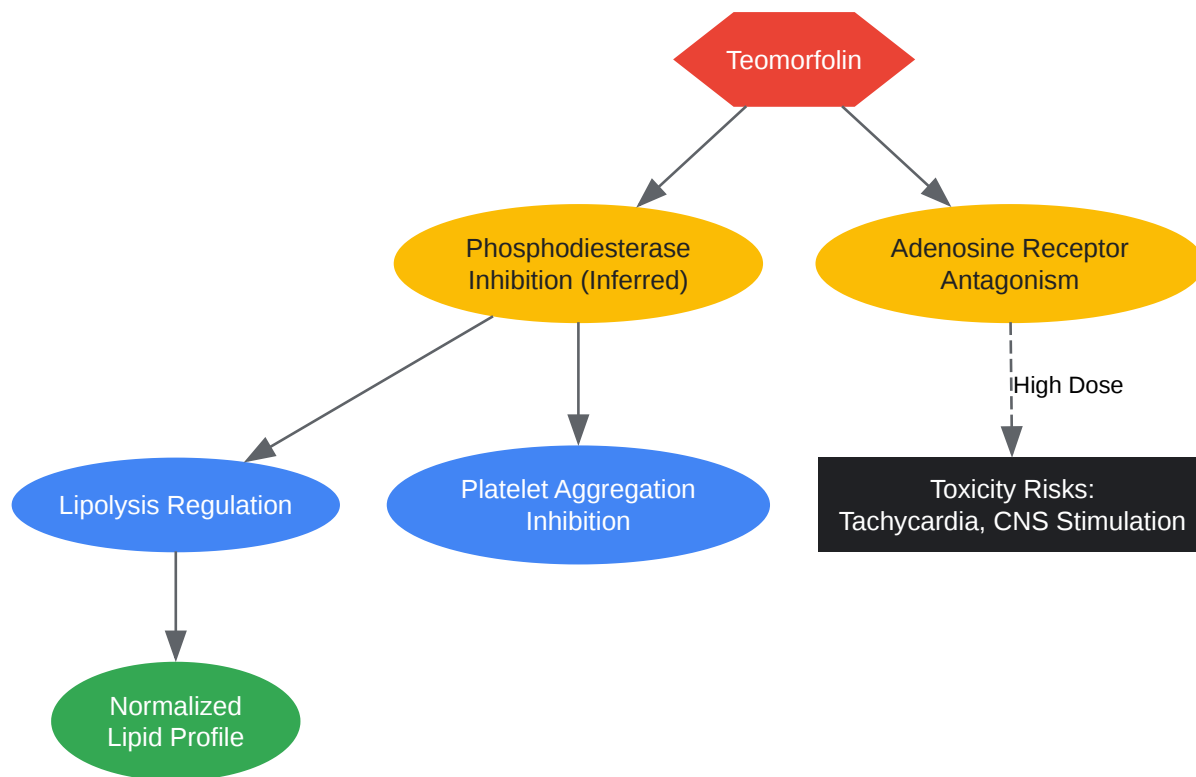 Teomorfolin
Phosphodiesterase
Inhibition (Inferred)
Adenosine Receptor
Antagonism
High Dose
Lipolysis Regulation
Platelet Aggregation
Inhibition
Toxicity Risks:
Tachycardia, CNS Stimulation
Normalized
Lipid Profile